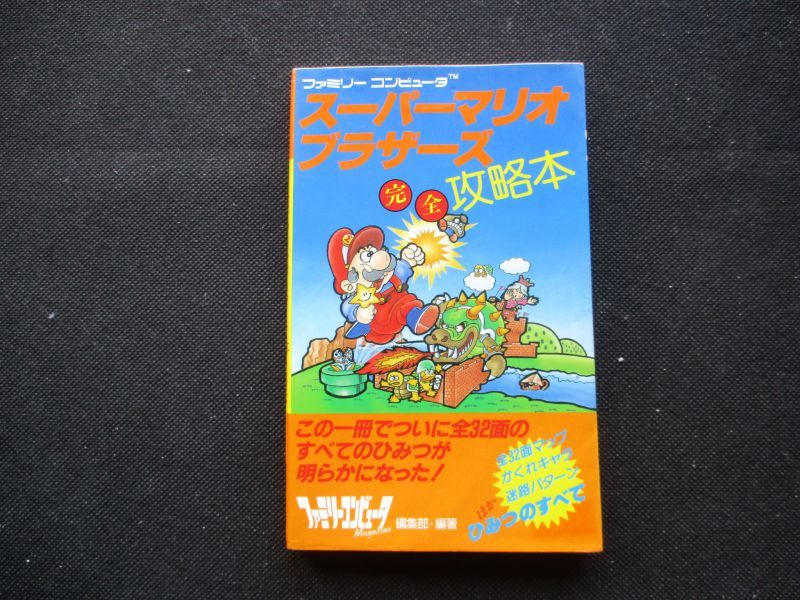 ファミリー コンピュータ™
スーパーマリオ
ブラザーズ
完全攻略本
この一冊でついに全32面の
すべてのひみつが
明らかになった!
全32面マップ
かくれキャラ
迷路パターン
ほか
ひみつのすべて
ファミリーコンピュータ
Magazine
編集部・編著